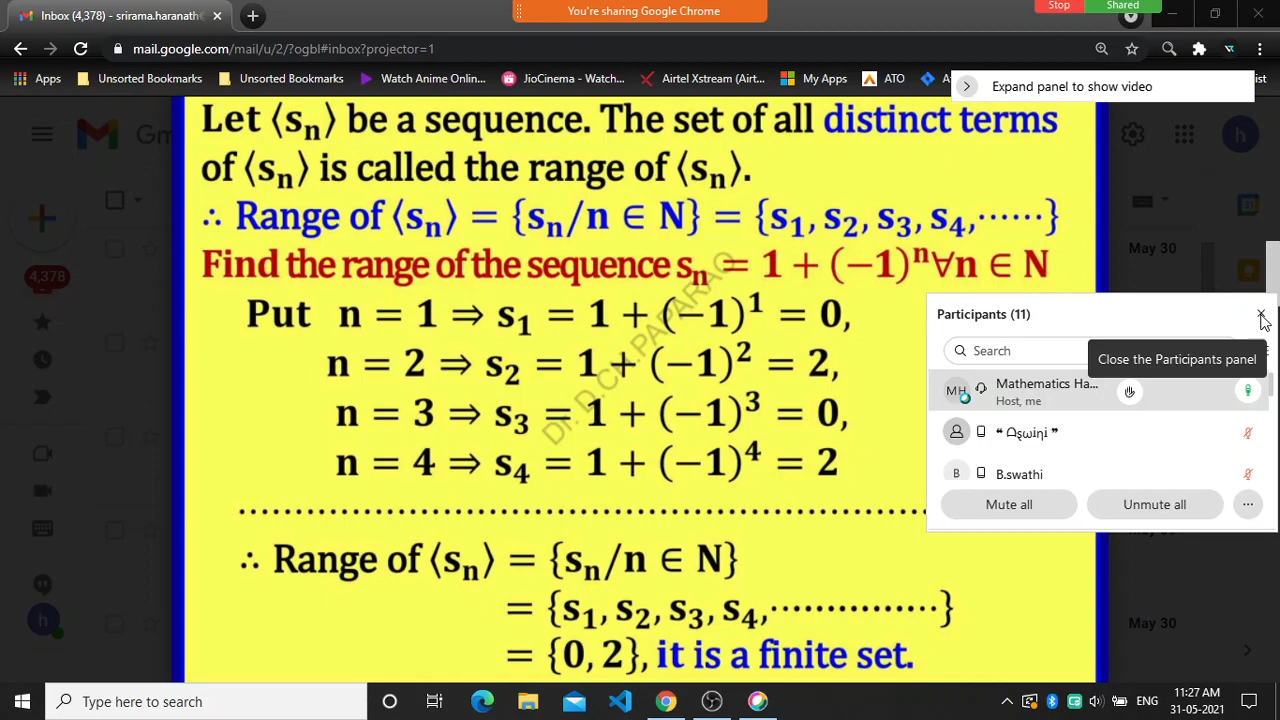 Inbox (4,378) - srirama.haranath
You're sharing Google Chrome
Stop
Shared
mail.google.com/mail/u/2/?ogbl#inbox?projector=1
Apps
Unsorted Bookmarks
Unsorted Bookmarks
Watch Anime Onlin...
JioCinema - Watch...
Airtel Xstream (Airt...
My Apps
ATO
Expand panel to show video
Let ⟨sₙ⟩ be a sequence. The set of all distinct terms
of ⟨sₙ⟩ is called the range of ⟨sₙ⟩.
∴ Range of ⟨sₙ⟩ = {sₙ/n ∈ N} = {s₁, s₂, s₃, s₄,⋯⋯}
Find the range of the sequence sₙ = 1 + (−1)ⁿ∀n ∈ N
Put n = 1 ⇒ s₁ = 1 + (−1)¹ = 0,
n = 2 ⇒ s₂ = 1 + (−1)² = 2,
n = 3 ⇒ s₃ = 1 + (−1)³ = 0,
n = 4 ⇒ s₄ = 1 + (−1)⁴ = 2
∴ Range of ⟨sₙ⟩ = {sₙ/n ∈ N}
= {s₁, s₂, s₃, s₄,⋯⋯⋯⋯⋯}
= {0, 2}, it is a finite set.
Dr. D.CH.PAPARAO
4,378
h
h
May 30
May 30
Participants (11)
Search
Close the Participants panel
MH
Mathematics Ha...
Host, me
B
B.swathi
Mute all
Unmute all
Type here to search
ENG
11:27 AM
31-05-2021